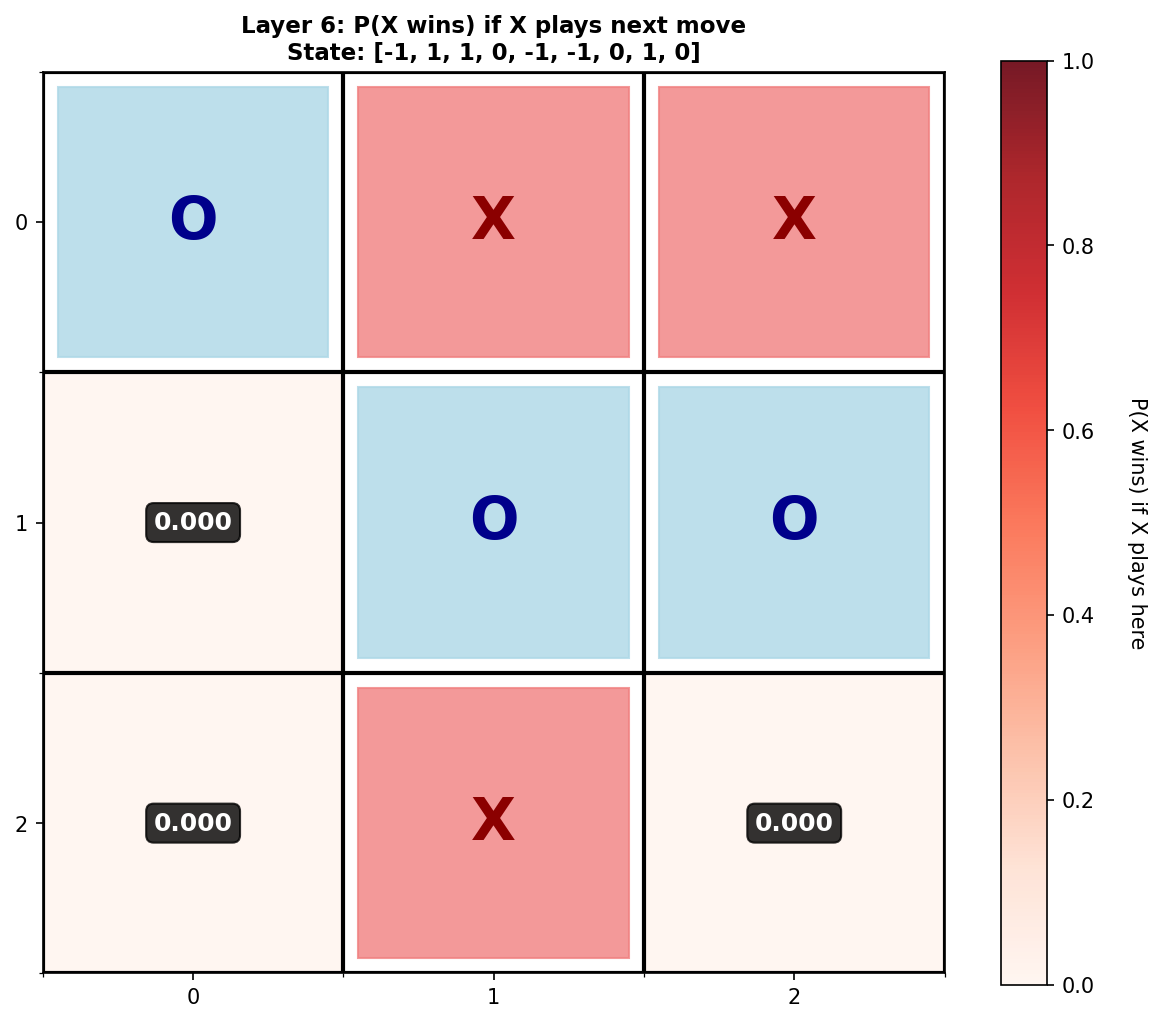 Layer 6: P(X wins) if X plays next move
State: [-1, 1, 1, 0, -1, -1, 0, 1, 0]
O X X
0.000 O O
0.000 X 0.000
0
1
2
0 1 2
1.0
0.8
0.6
0.4
0.2
0.0
P(X wins) if X plays here